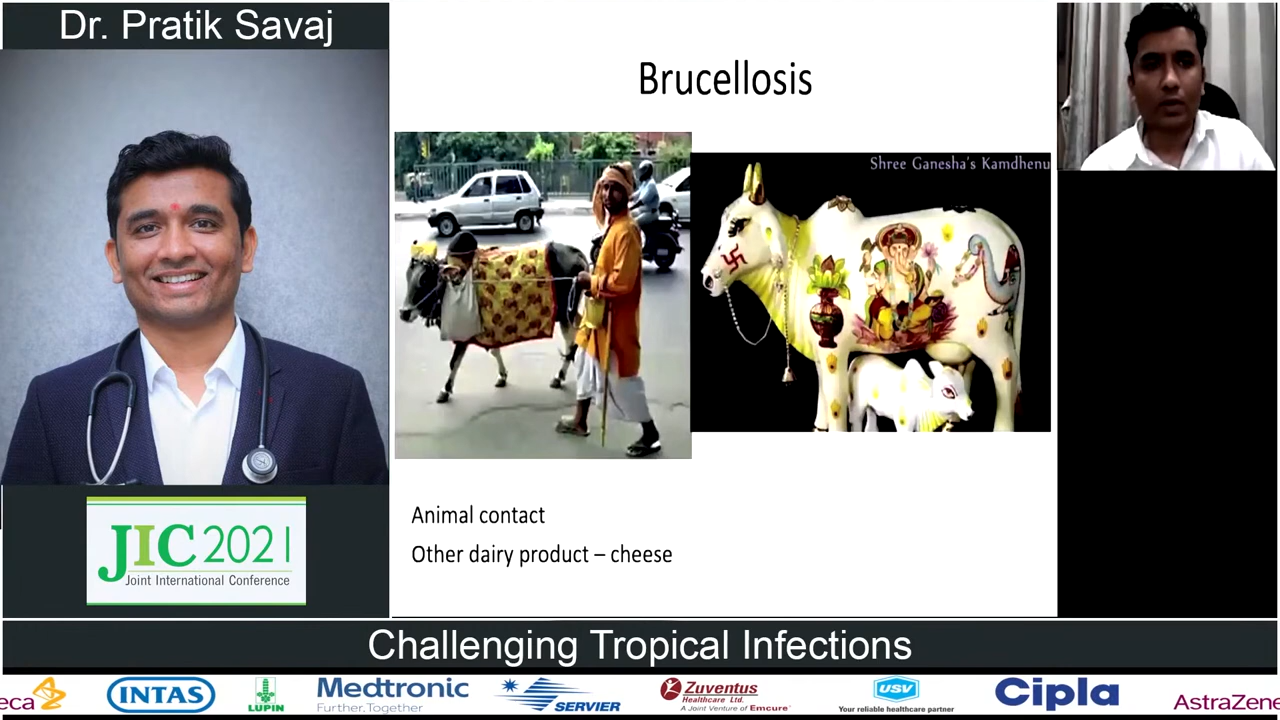 Dr. Pratik Savaj
Brucellosis
Shree Ganesha's Kamdhenu
Animal contact
Other dairy product – cheese
JIC 2021
Joint International Conference
Challenging Tropical Infections
eca
INTAS
LUPIN
Medtronic
Further, Together
SERVIER
Zuventus
Healthcare Ltd.
A Joint Venture of Emcure
USV
Your reliable healthcare partner
Cipla
AstraZene